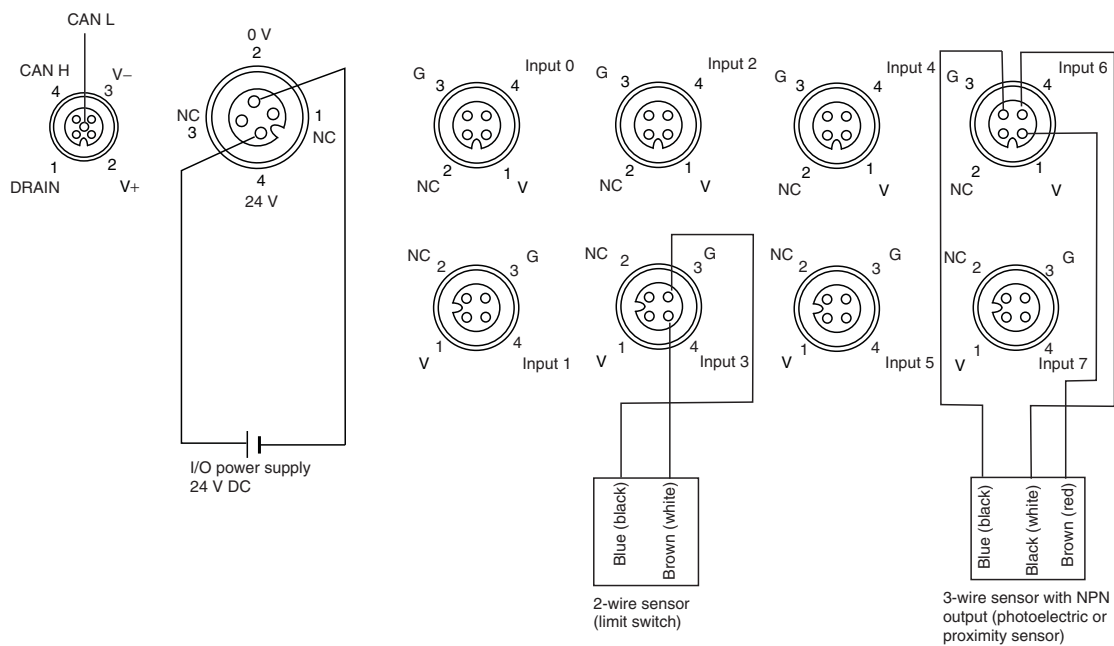 CAN L
CAN H
4
V–
3
1
DRAIN
2
V+
0 V
2
NC
3
1
NC
4
24 V
I/O power supply
24 V DC
G
3
4
Input 0
NC
2
1
V
G
3
4
Input 2
NC
2
1
V
G
3
4
Input 4
NC
2
1
V
G
3
4
Input 6
2
NC
1
V
NC
2
3
G
1
V
4
Input 1
NC
2
3
G
1
V
4
Input 3
NC
2
3
G
1
V
4
Input 5
NC
2
3
G
1
V
4
Input 7
Blue (black)
Brown (white)
2-wire sensor
(limit switch)
Blue (black)
Black (white)
Brown (red)
3-wire sensor with NPN
output (photoelectric or
proximity sensor)